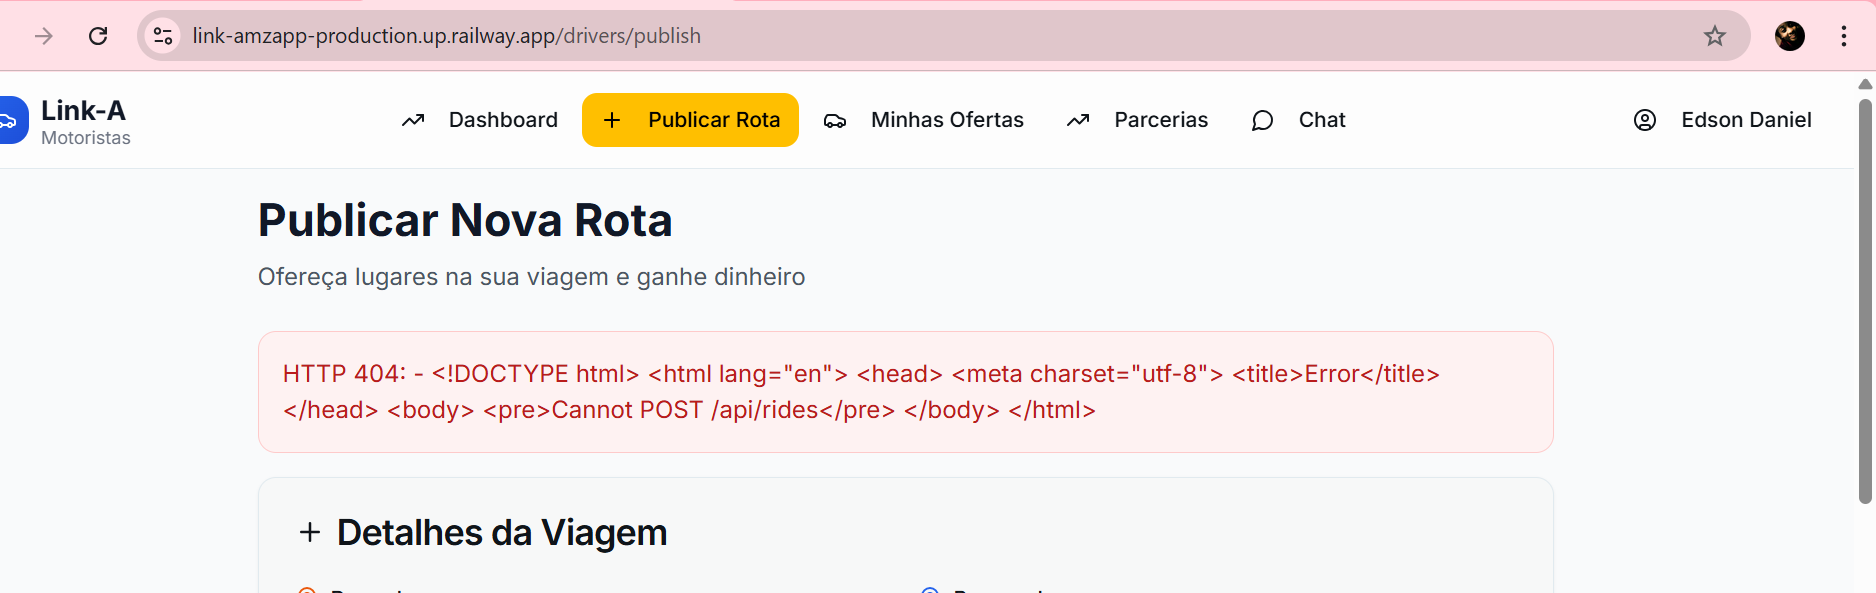 link-amzapp-production.up.railway.app/drivers/publish
Link-A
Motoristas
Dashboard
Publicar Rota
Minhas Ofertas
Parcerias
Chat
Edson Daniel
Publicar Nova Rota
Ofereça lugares na sua viagem e ganhe dinheiro
HTTP 404: - <!DOCTYPE html> <html lang="en"> <head> <meta charset="utf-8"> <title>Error</title>
</head> <body> <pre>Cannot POST /api/rides</pre> </body> </html>
Detalhes da Viagem